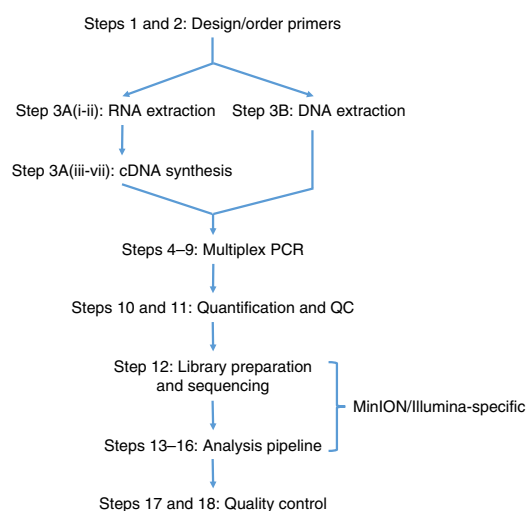 Steps 1 and 2: Design/order primers
Step 3A(i-ii): RNA extraction
Step 3B: DNA extraction
Step 3A(iii-vii): cDNA synthesis
Steps 4–9: Multiplex PCR
Steps 10 and 11: Quantification and QC
Step 12: Library preparation
and sequencing
MinION/Illumina-specific
Steps 13–16: Analysis pipeline
Steps 17 and 18: Quality control